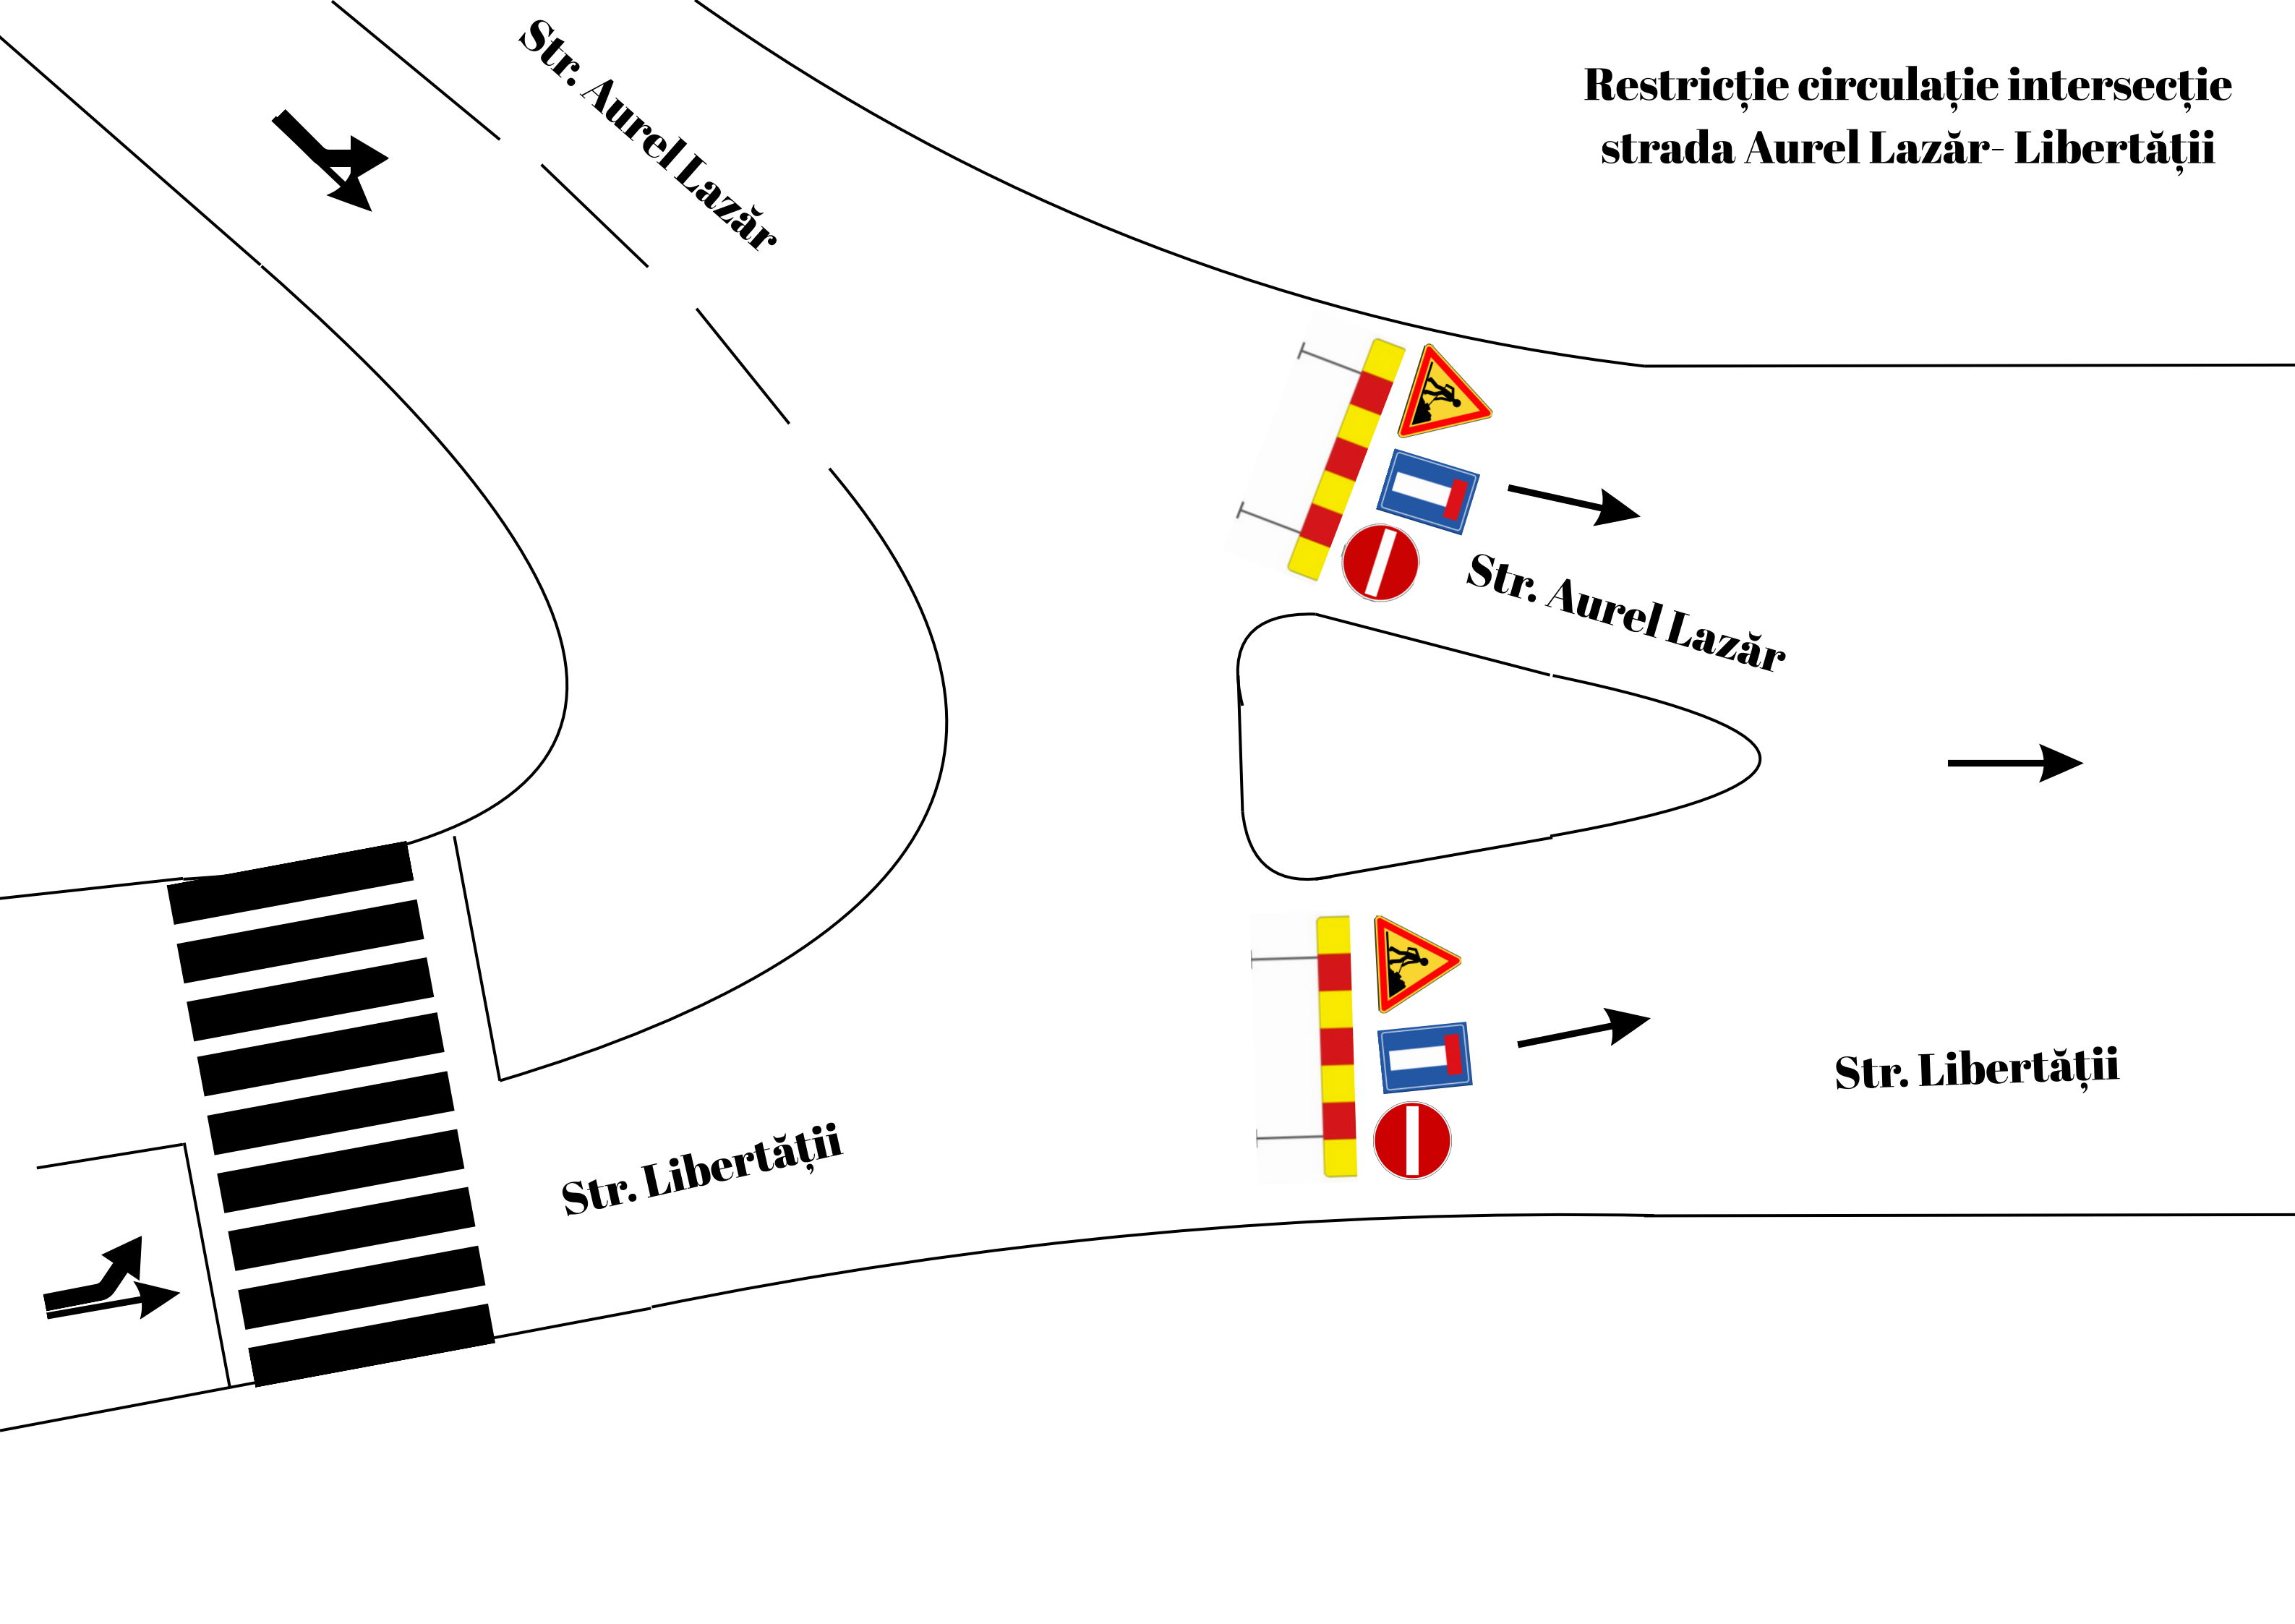 Restricție circulație intersecție
strada Aurel Lazăr- Libertății
Str. Aurel Lazăr
Str. Aurel Lazăr
Str. Libertății
Str. Libertății